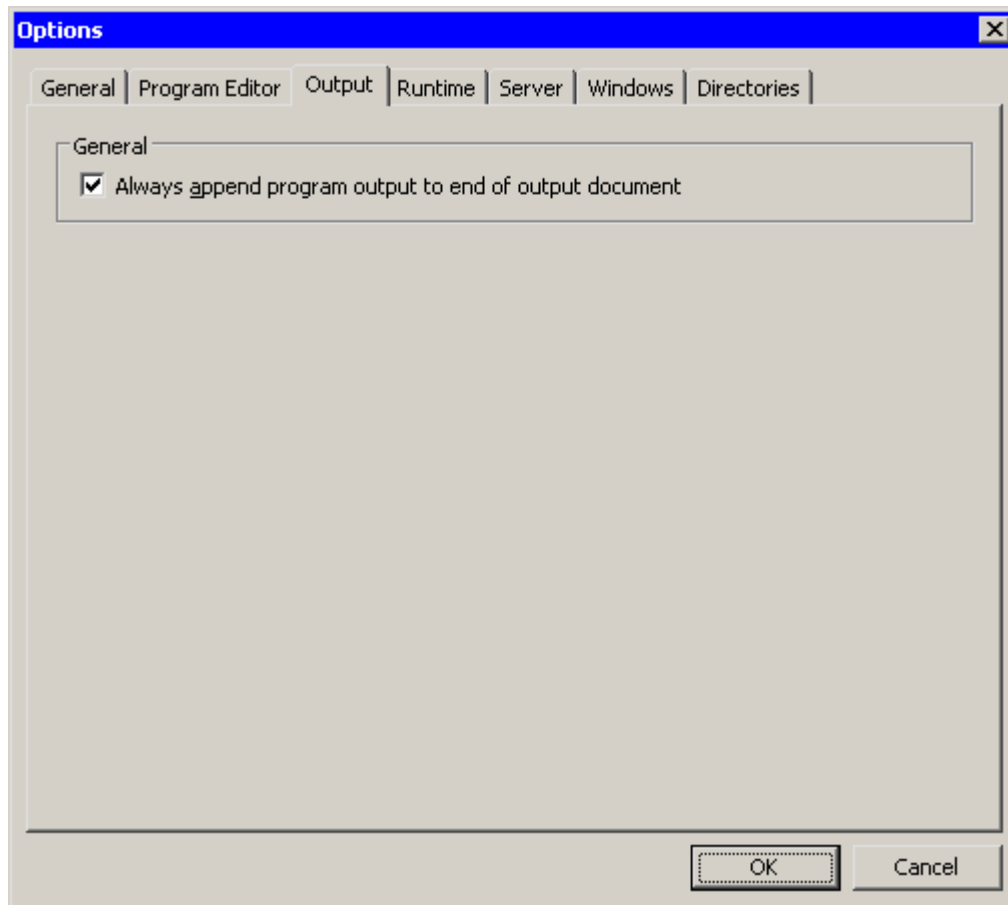 Options
General Program Editor Output Runtime Server Windows Directories
General
Always append program output to end of output document
OK Cancel